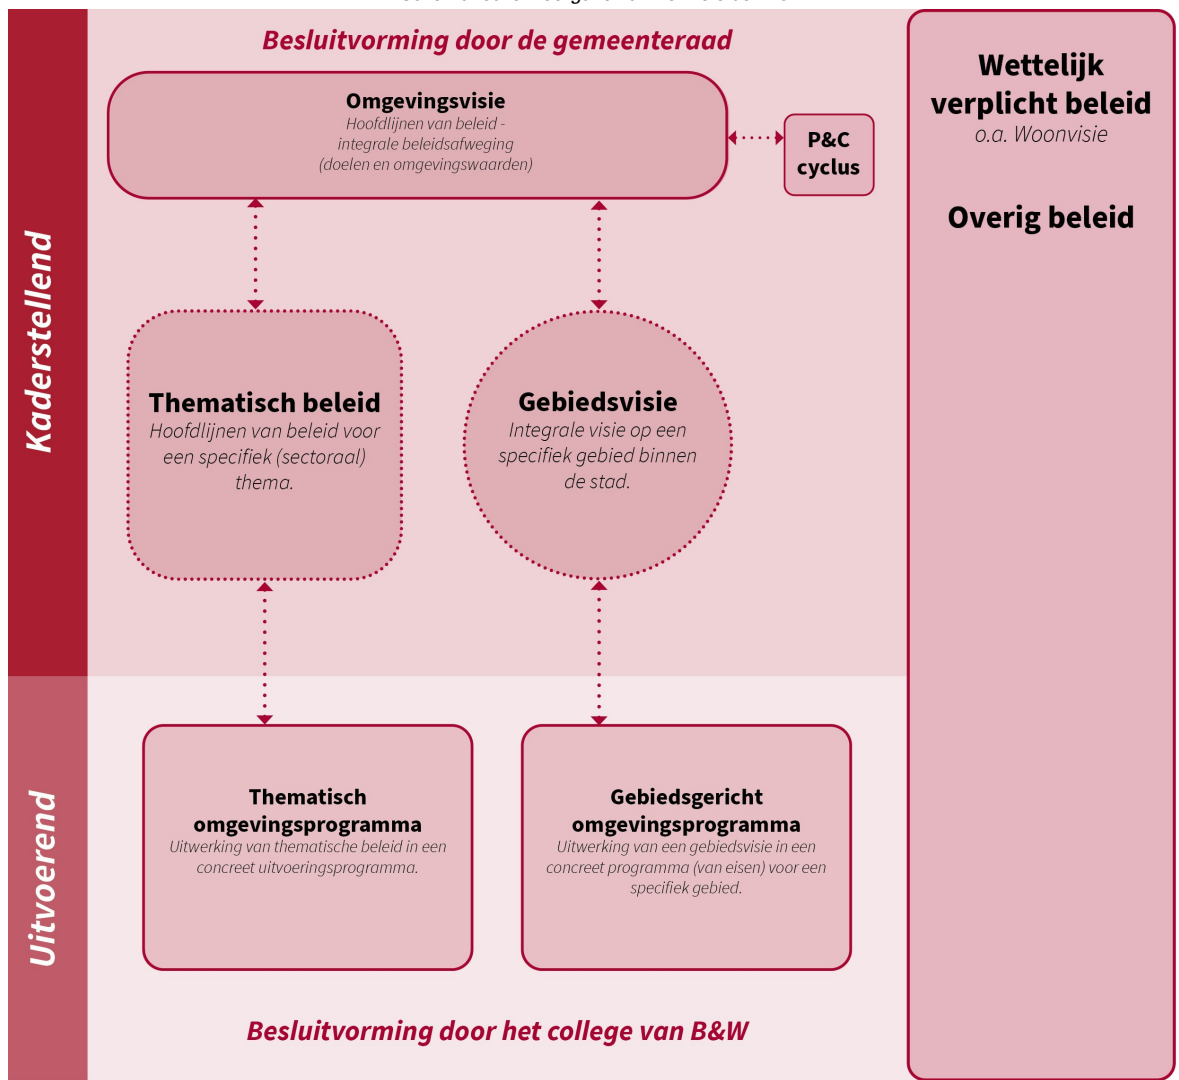 Besluitvorming door de gemeenteraad
Omgevingsvisie
Hoofdlijnen van beleid -
integrale beleidsafweging
(doelen en omgevingswaarden)
P&C
cyclus
Wettelijk
verplicht beleid
o.a. Woonvisie
Overig beleid
Kaderstellend
Thematisch beleid
Hoofdlijnen van beleid voor
een specifiek (sectoraal)
thema.
Gebiedsvisie
Integrale visie op een
specifiek gebied binnen
de stad.
Uitvoerend
Thematisch
omgevingsprogramma
Uitwerking van thematische beleid in een
concreet uitvoeringsprogramma.
Gebiedsgericht
omgevingsprogramma
Uitwerking van een gebiedsvisie in een
concreet programma (van eisen) voor een
specifiek gebied.
Besluitvorming door het college van B&W